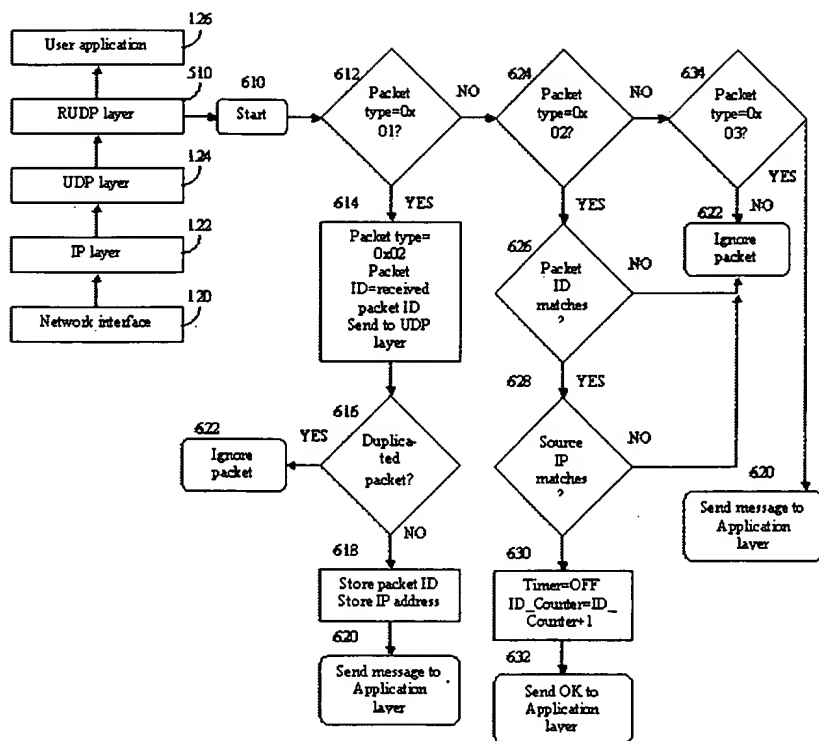 126
User application
510
RUDP layer
124
UDP layer
122
IP layer
120
Network interface
610
Start
612
Packet
type=0x
01?
NO
YES
614
Packet type=
0x02
Packet
ID=received
packet ID
Send to UDP
layer
616
Duplica-
ted
packet?
YES
622
Ignore
packet
NO
618
Store packet ID
Store IP address
620
Send message to
Application
layer
624
Packet
type=0x
02?
NO
YES
626
Packet
ID
matches
?
NO
YES
628
Source
IP
matches
?
NO
YES
630
Timer=OFF
ID_Counter=ID_
Counter+1
632
Send OK to
Application
layer
634
Packet
type=0x
03?
YES
NO
622
Ignore
packet
620
Send message to
Application
layer